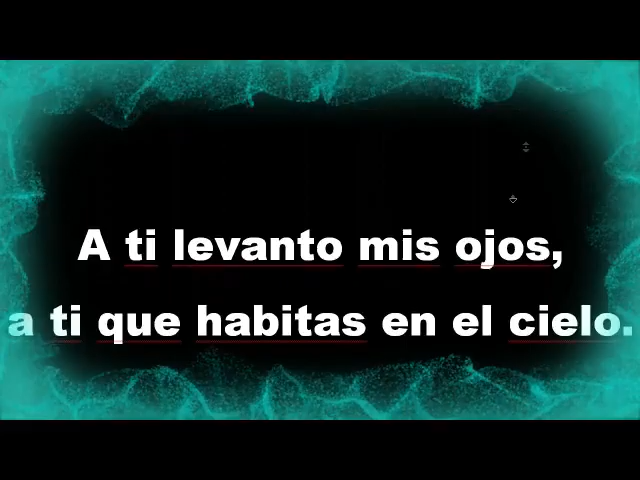 A ti levanto mis ojos,
a ti que habitas en el cielo.